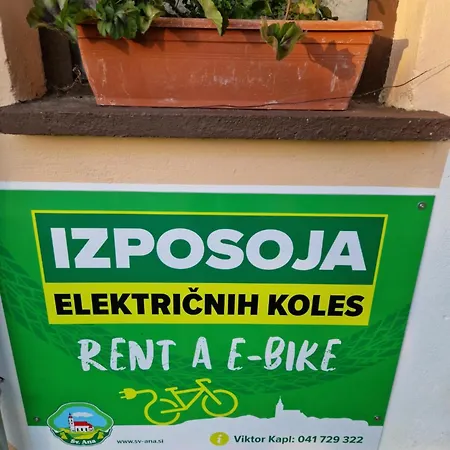 IZPOSOJA
ELEKTRIČNIH KOLES
RENT A E-BIKE
Sv. Ana
www.sv-ana.si
i Viktor Kapl: 041 729 322